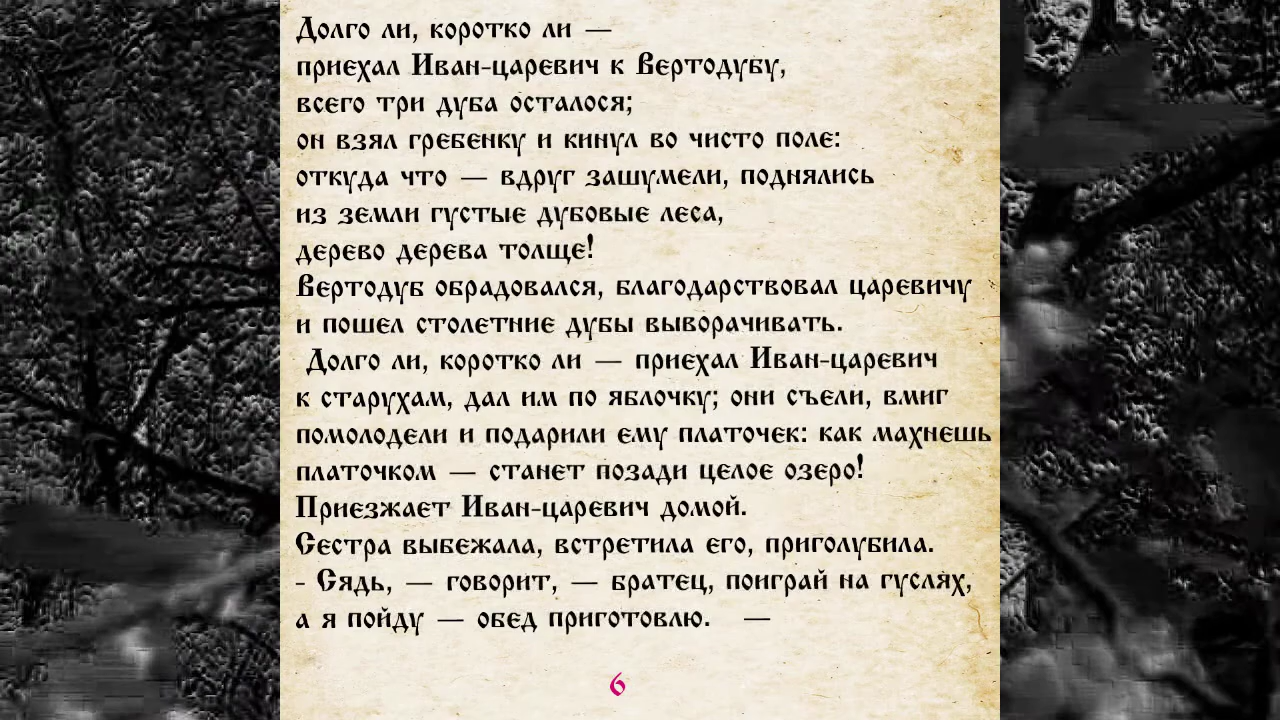 Долго ли, коротко ли —
приехал Иван-царевич к Вертодубу,
всего три дуба осталося;
он взял гребенку и кинул во чисто поле:
откуда что — вдруг зашумели, поднялись
из земли густые дубовые леса,
дерево дерева толще!
Вертодуб обрадовался, благодарствовал царевичу
и пошел столетние дубы выворачивать.
Долго ли, коротко ли — приехал Иван-царевич
к старухам, дал им по яблочку; они съели, вмиг
помолодели и подарили ему платочек: как махнешь
платочком — станет позади целое озеро!
Приезжает Иван-царевич домой.
Сестра выбежала, встретила его, приголубила.
- Сядь, — говорит, — братец, поиграй на гуслях,
а я пойду — обед приготовлю. —
6